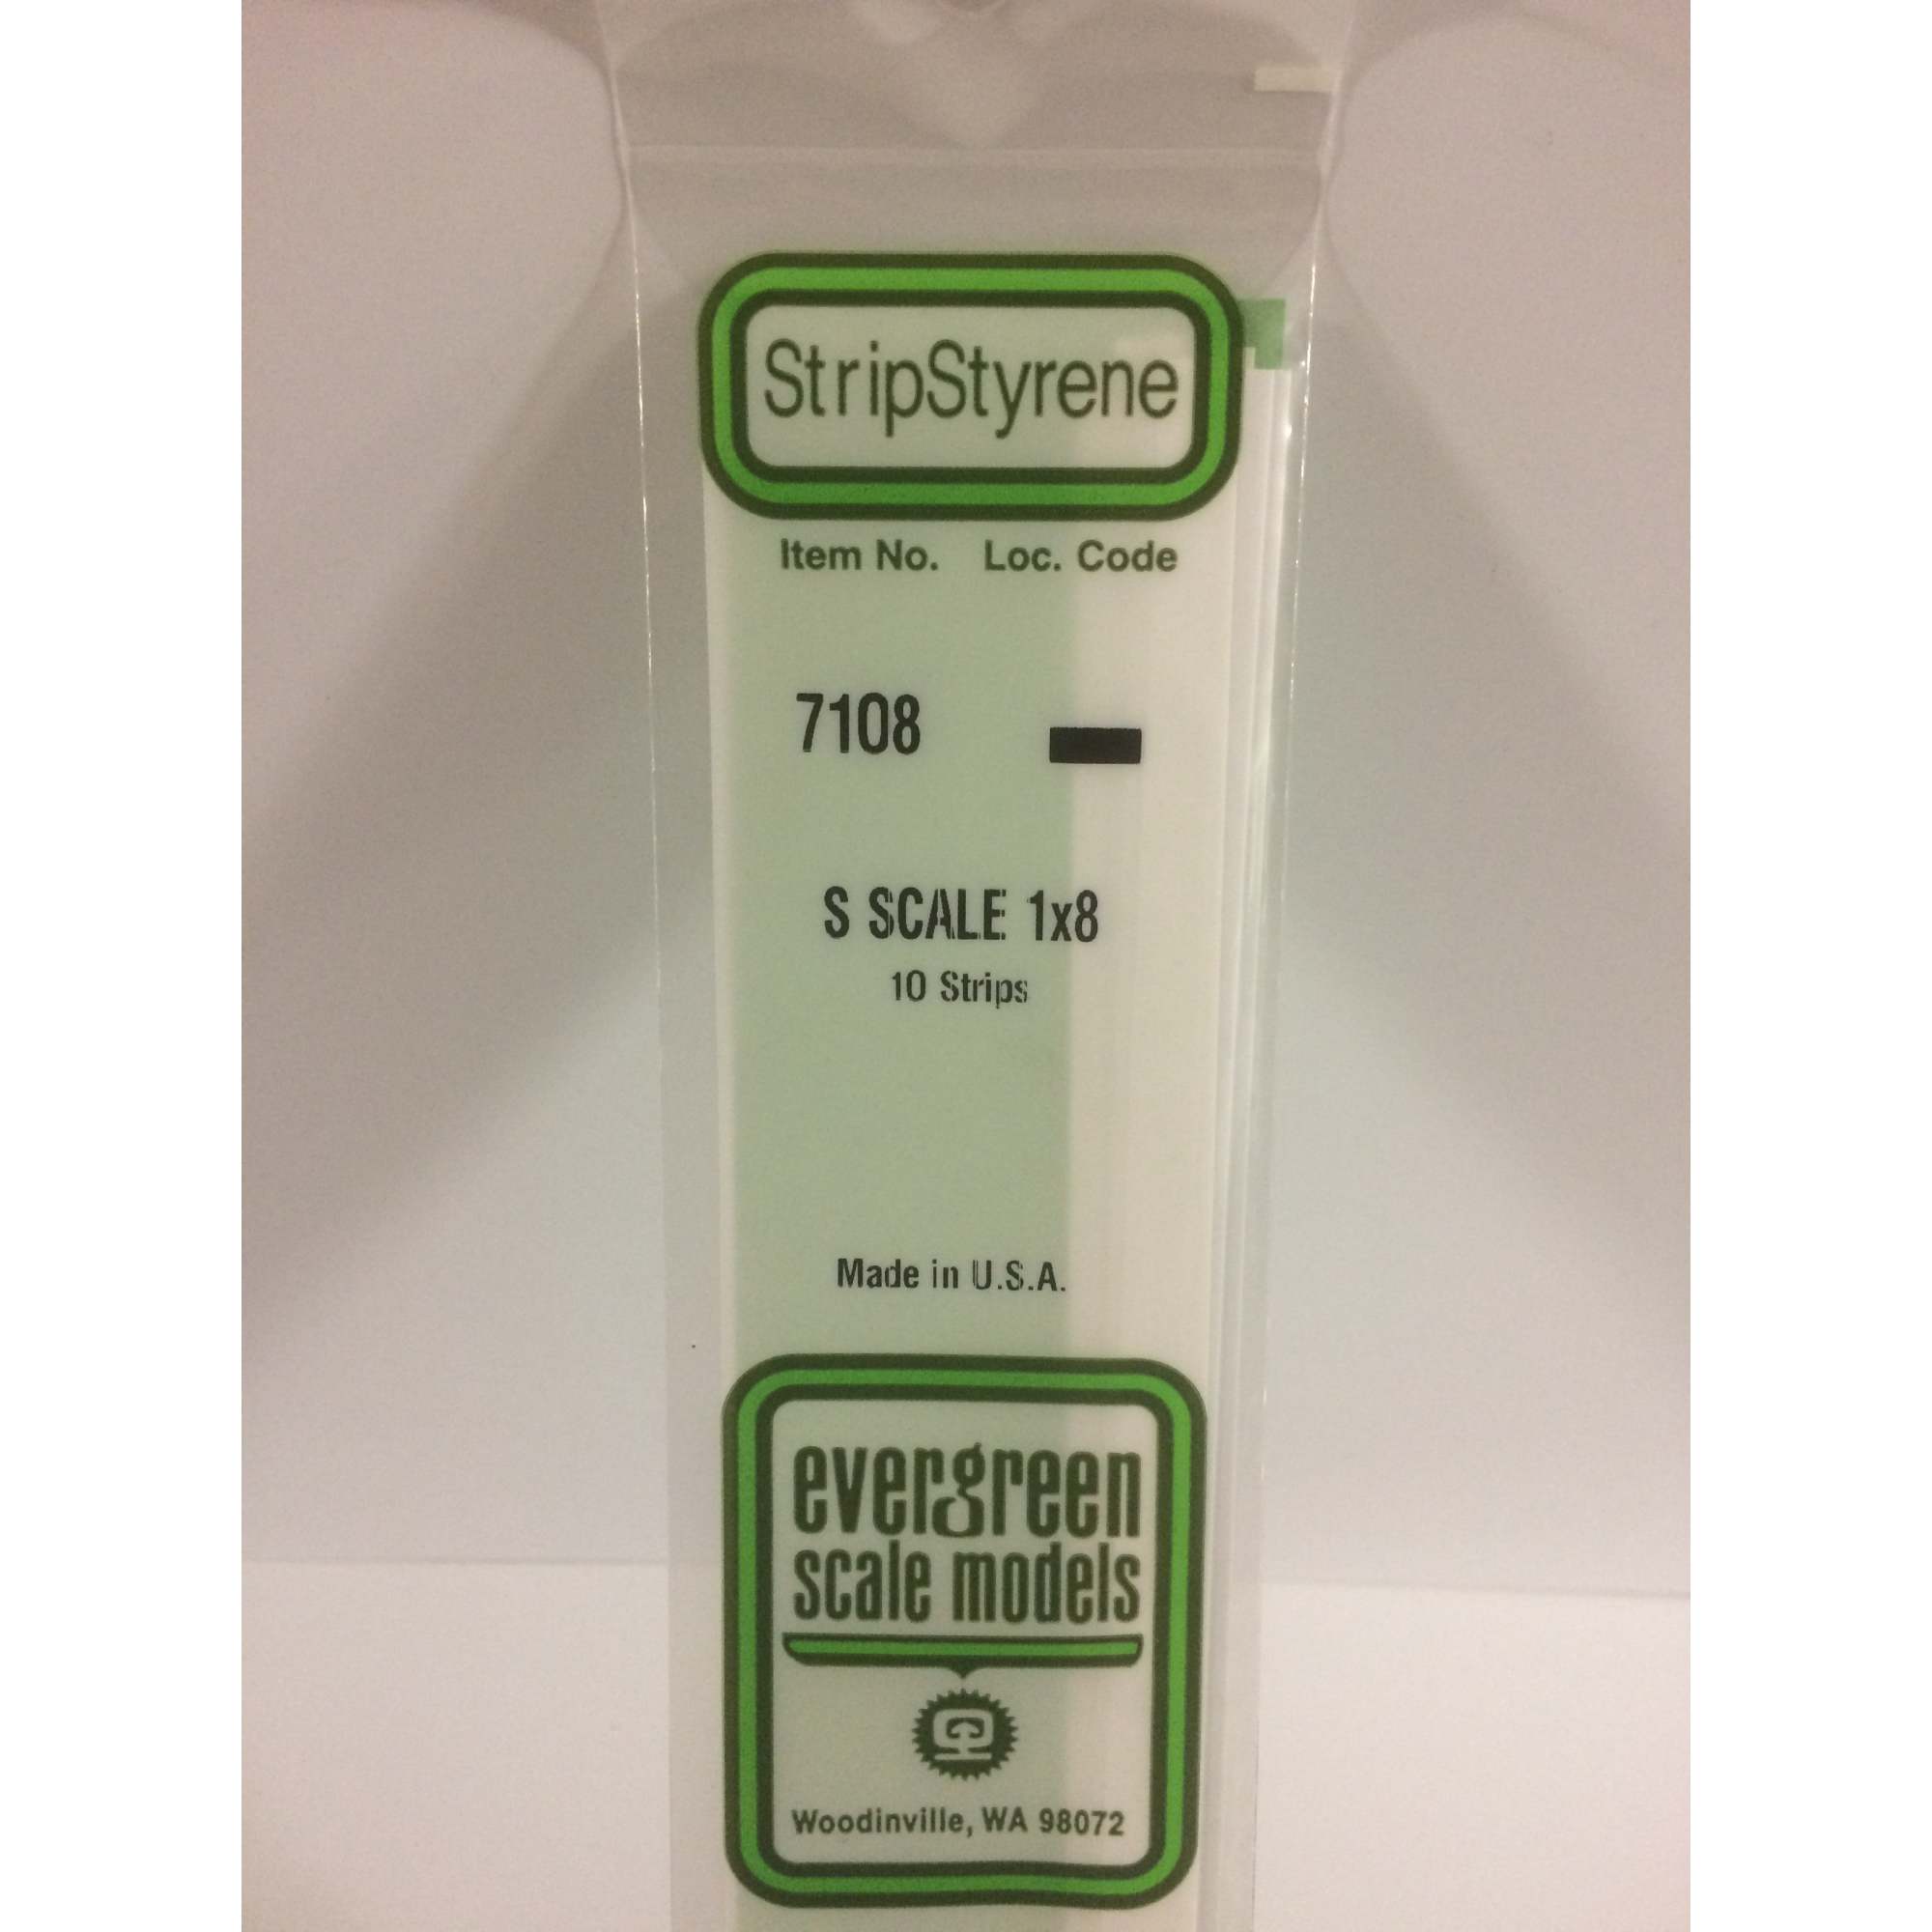 StripStyrene
Item No. Loc. Code
7108
S SCALE 1x8
10 Strips
Made in U.S.A.
evergreen
scale models
Woodinville, WA 98072